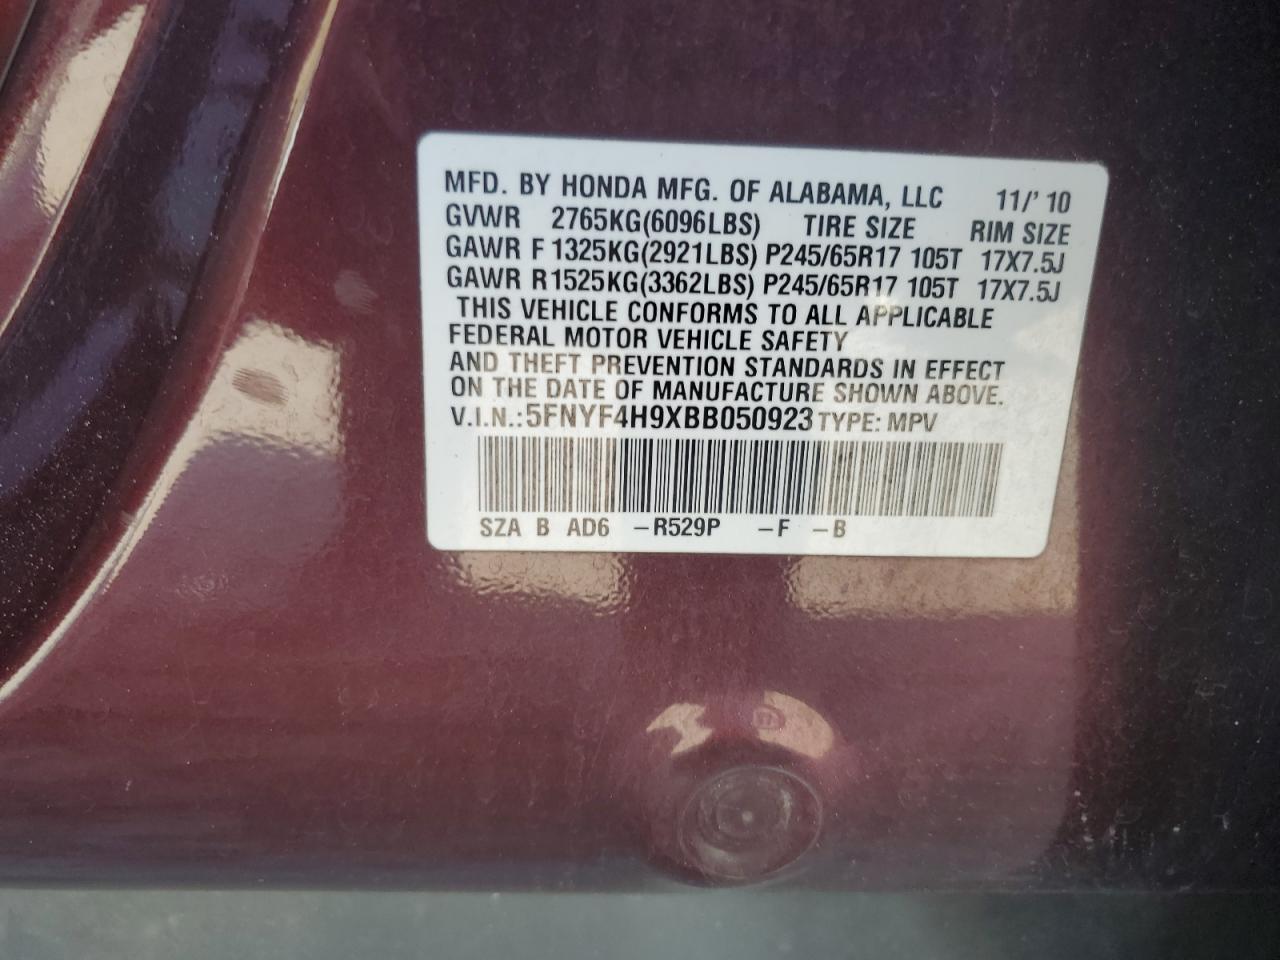 MFD. BY HONDA MFG. OF ALABAMA, LLC 11/' 10
GVWR 2765KG(6096LBS) TIRE SIZE RIM SIZE
GAWR F 1325KG(2921LBS) P245/65R17 105T 17X7.5J
GAWR R1525KG(3362LBS) P245/65R17 105T 17X7.5J
THIS VEHICLE CONFORMS TO ALL APPLICABLE
FEDERAL MOTOR VEHICLE SAFETY
AND THEFT PREVENTION STANDARDS IN EFFECT
ON THE DATE OF MANUFACTURE SHOWN ABOVE.
V.I.N.:5FNYF4H9XBB050923 TYPE: MPV
SZA B AD6 –R529P –F –B